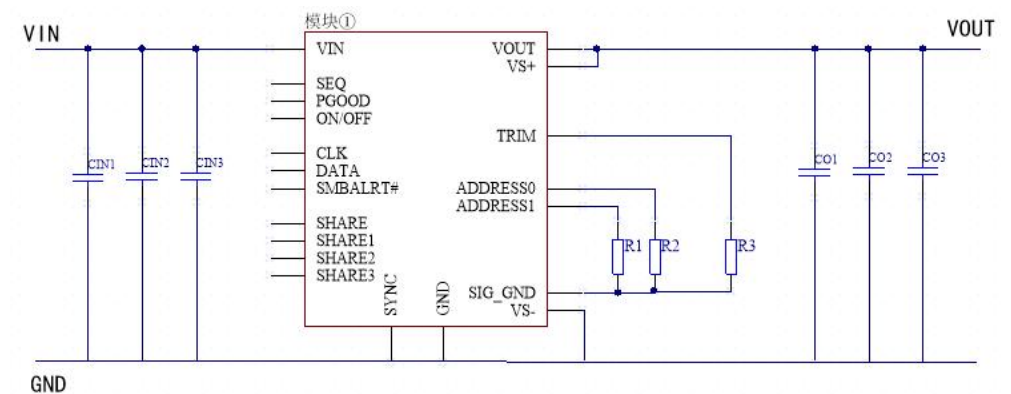 模块①
VIN
VOUT
VIN
VOUT
VS+
SEQ
PGOOD
ON/OFF
TRIM
CLK
DATA
SMBALRT#
ADDRESS0
ADDRESS1
SHARE
SHARE1
SHARE2
SHARE3
SYNC
GND
SIG_GND
VS-
CIN1
CIN2
CIN3
CO1
CO2
CO3
R1
R2
R3
GND